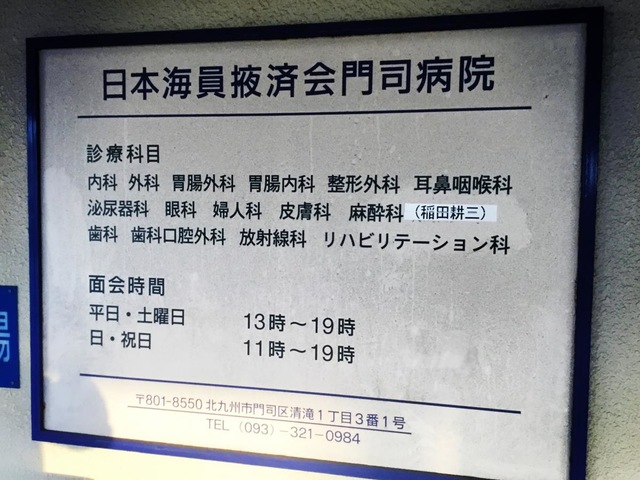 日本海員掖済会門司病院
診療科目
内科 外科 胃腸外科 胃腸内科 整形外科 耳鼻咽喉科
泌尿器科 眼科 婦人科 皮膚科 麻酔科（稲田耕三）
歯科 歯科口腔外科 放射線科 リハビリテーション科
面会時間
平日・土曜日 13時～19時
日・祝日 11時～19時
〒801-8550 北九州市門司区清滝1丁目3番1号
TEL（093）-321-0984
場